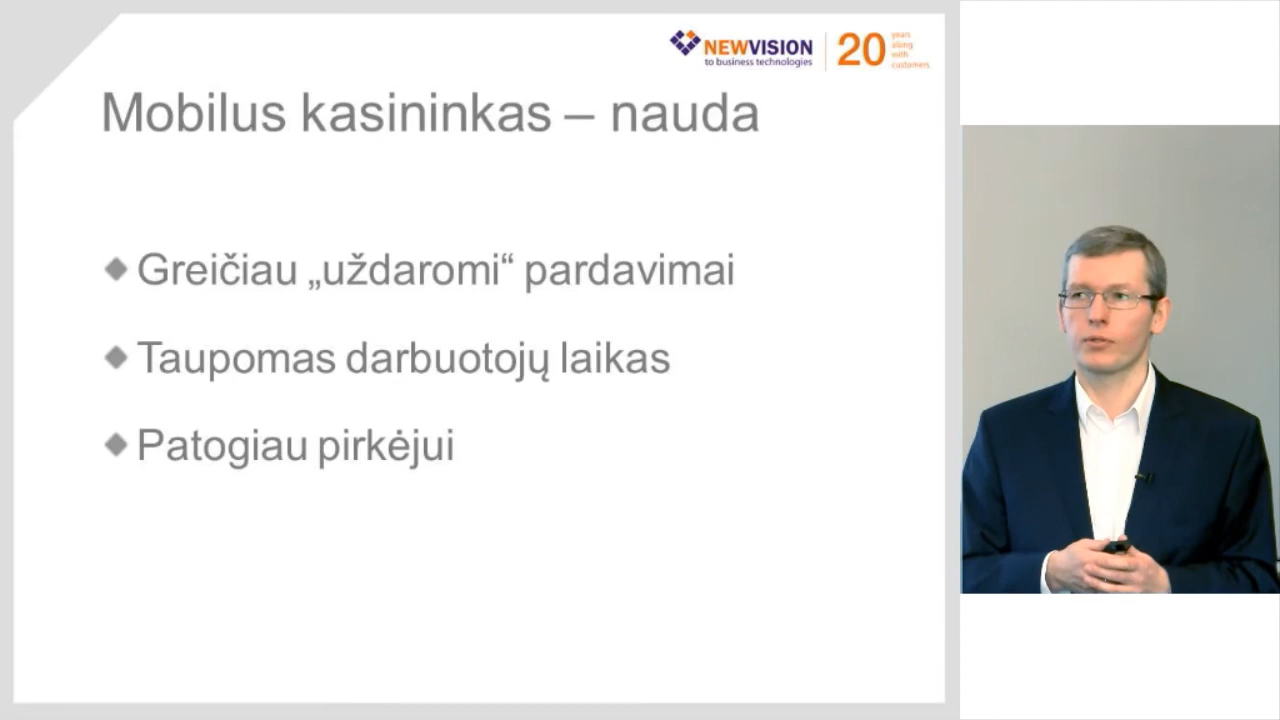 NEWVISION
to business technologies
20
years
along
with
customers
Mobilus kasininkas – nauda
Greičiau „uždaromi“ pardavimai
Taupomas darbuotojų laikas
Patogiau pirkėjui